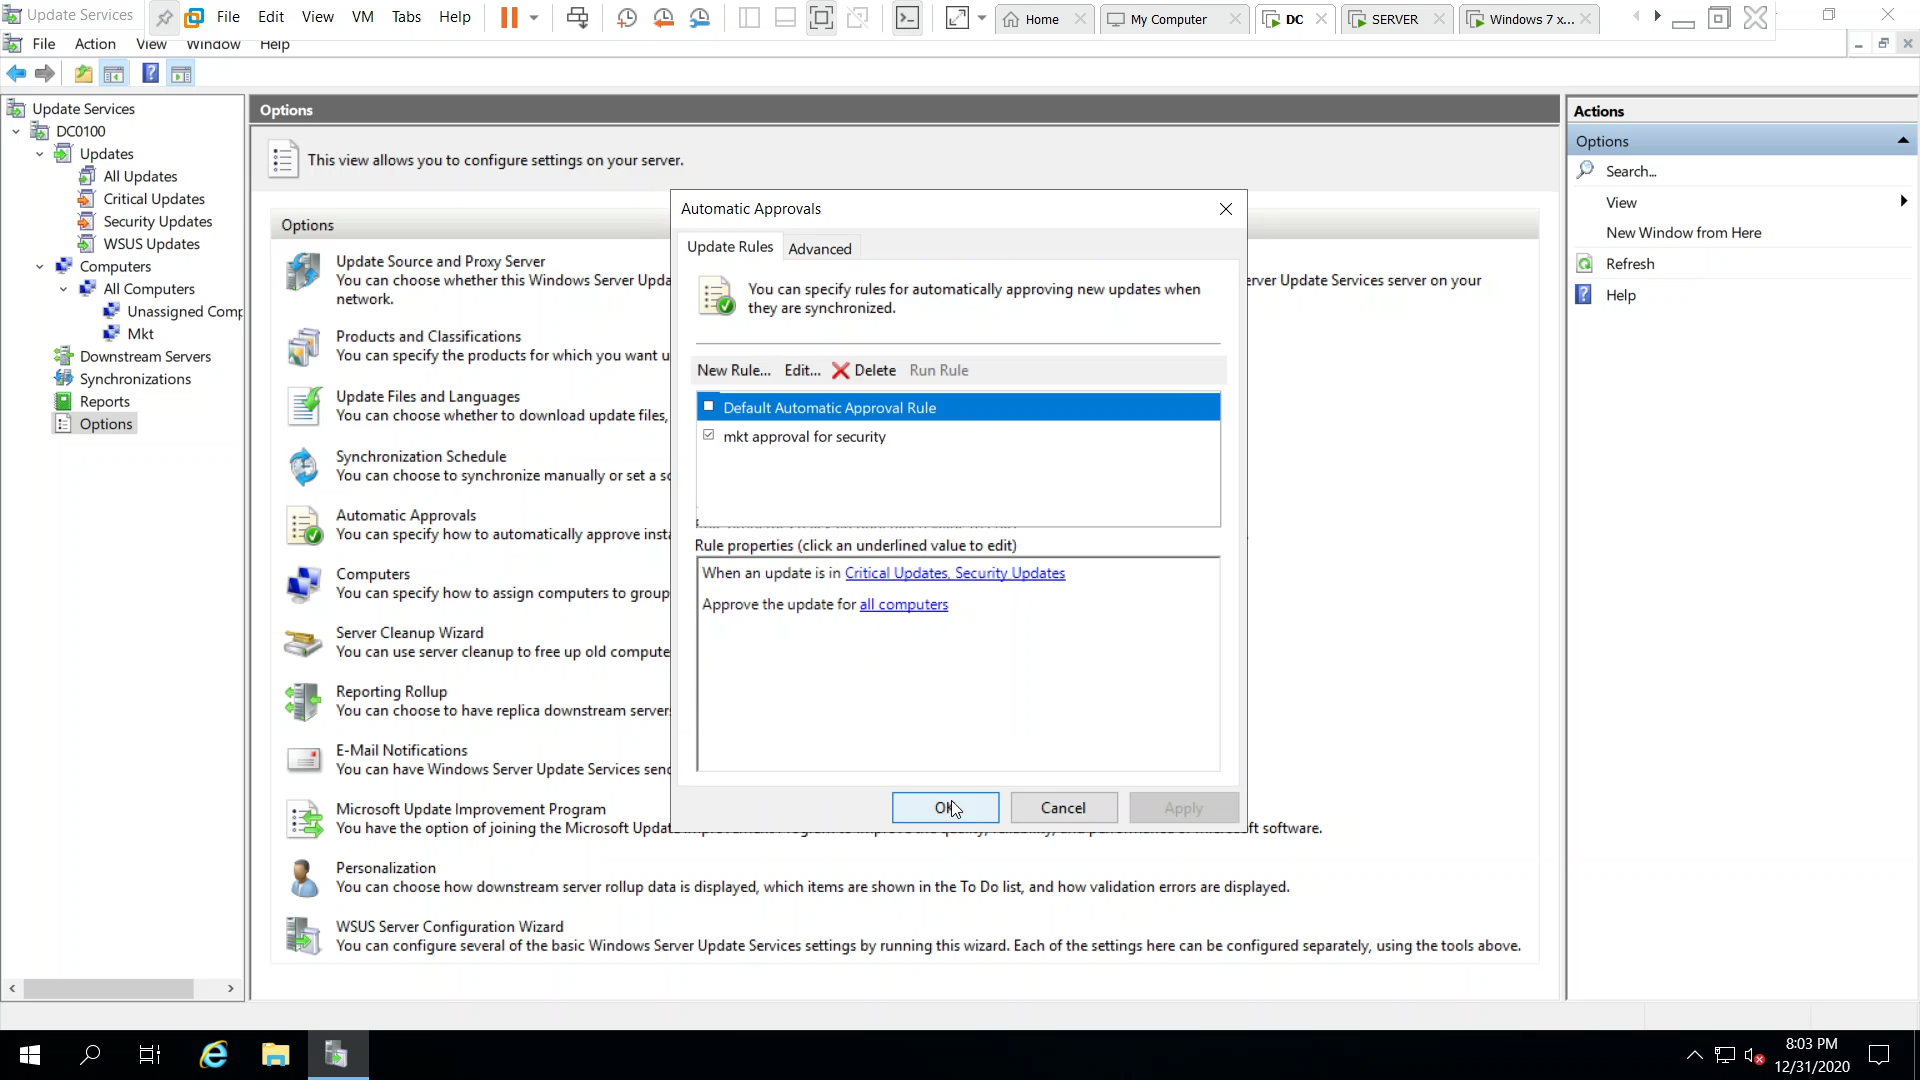 Update Services
File Edit View VM Tabs Help
Home
My Computer
DC
SERVER
Windows 7 x...
File Action View Window Help
Update Services
DC0100
Updates
All Updates
Critical Updates
Security Updates
WSUS Updates
Computers
All Computers
Unassigned Comp
Mkt
Downstream Servers
Synchronizations
Reports
Options
Options
This view allows you to configure settings on your server.
Options
Update Source and Proxy Server
You can choose whether this Windows Server Upda
erver Update Services server on your
network.
Products and Classifications
You can specify the products for which you want u
Update Files and Languages
You can choose whether to download update files,
Synchronization Schedule
You can choose to synchronize manually or set a sc
Automatic Approvals
You can specify how to automatically approve insta
Computers
You can specify how to assign computers to group
Server Cleanup Wizard
You can use server cleanup to free up old compute
Reporting Rollup
You can choose to have replica downstream server
E-Mail Notifications
You can have Windows Server Update Services send
Microsoft Update Improvement Program
You have the option of joining the Microsoft Updat
soft software.
Personalization
You can choose how downstream server rollup data is displayed, which items are shown in the To Do list, and how validation errors are displayed.
WSUS Server Configuration Wizard
You can configure several of the basic Windows Server Update Services settings by running this wizard. Each of the settings here can be configured separately, using the tools above.
Automatic Approvals
Update Rules Advanced
You can specify rules for automatically approving new updates when
they are synchronized.
New Rule... Edit... Delete Run Rule
Default Automatic Approval Rule
mkt approval for security
Rule properties (click an underlined value to edit)
When an update is in Critical Updates, Security Updates
Approve the update for all computers
OK Cancel Apply
Actions
Options
Search...
View
New Window from Here
Refresh
Help
8:03 PM
12/31/2020